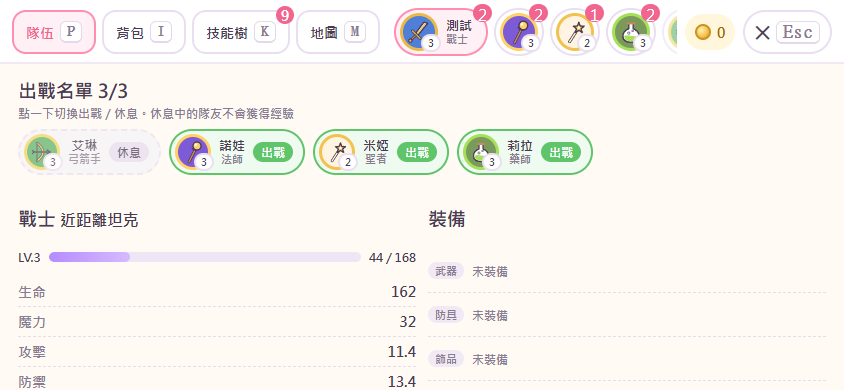 隊伍 P 背包 I 技能樹 K 9 地圖 M 測試 戰士 3 2 3 2 2 1 3 2 0 × Esc
出戰名單 3/3
點一下切換出戰 / 休息。休息中的隊友不會獲得經驗
艾琳 弓箭手 3 休息 諾娃 法師 3 出戰 米婭 聖者 2 出戰 莉拉 藥師 3 出戰
戰士 近距離坦克
LV.3 44 / 168
生命 162
魔力 32
攻擊 11.4
防禦 13.4
裝備
武器 未裝備
防具 未裝備
飾品 未裝備